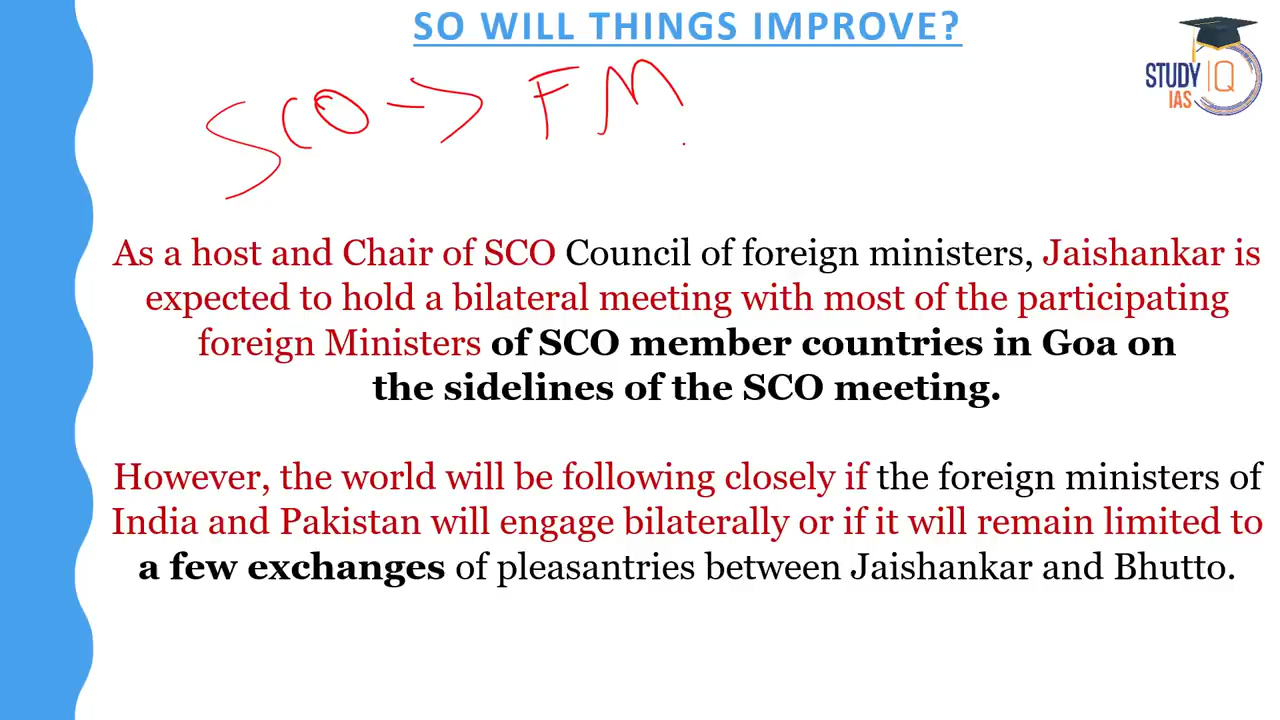 SO WILL THINGS IMPROVE?
STUDY IQ
IAS
SCO -> FM
As a host and Chair of SCO Council of foreign ministers, Jaishankar is
expected to hold a bilateral meeting with most of the participating
foreign Ministers of SCO member countries in Goa on
the sidelines of the SCO meeting.
However, the world will be following closely if the foreign ministers of
India and Pakistan will engage bilaterally or if it will remain limited to
a few exchanges of pleasantries between Jaishankar and Bhutto.